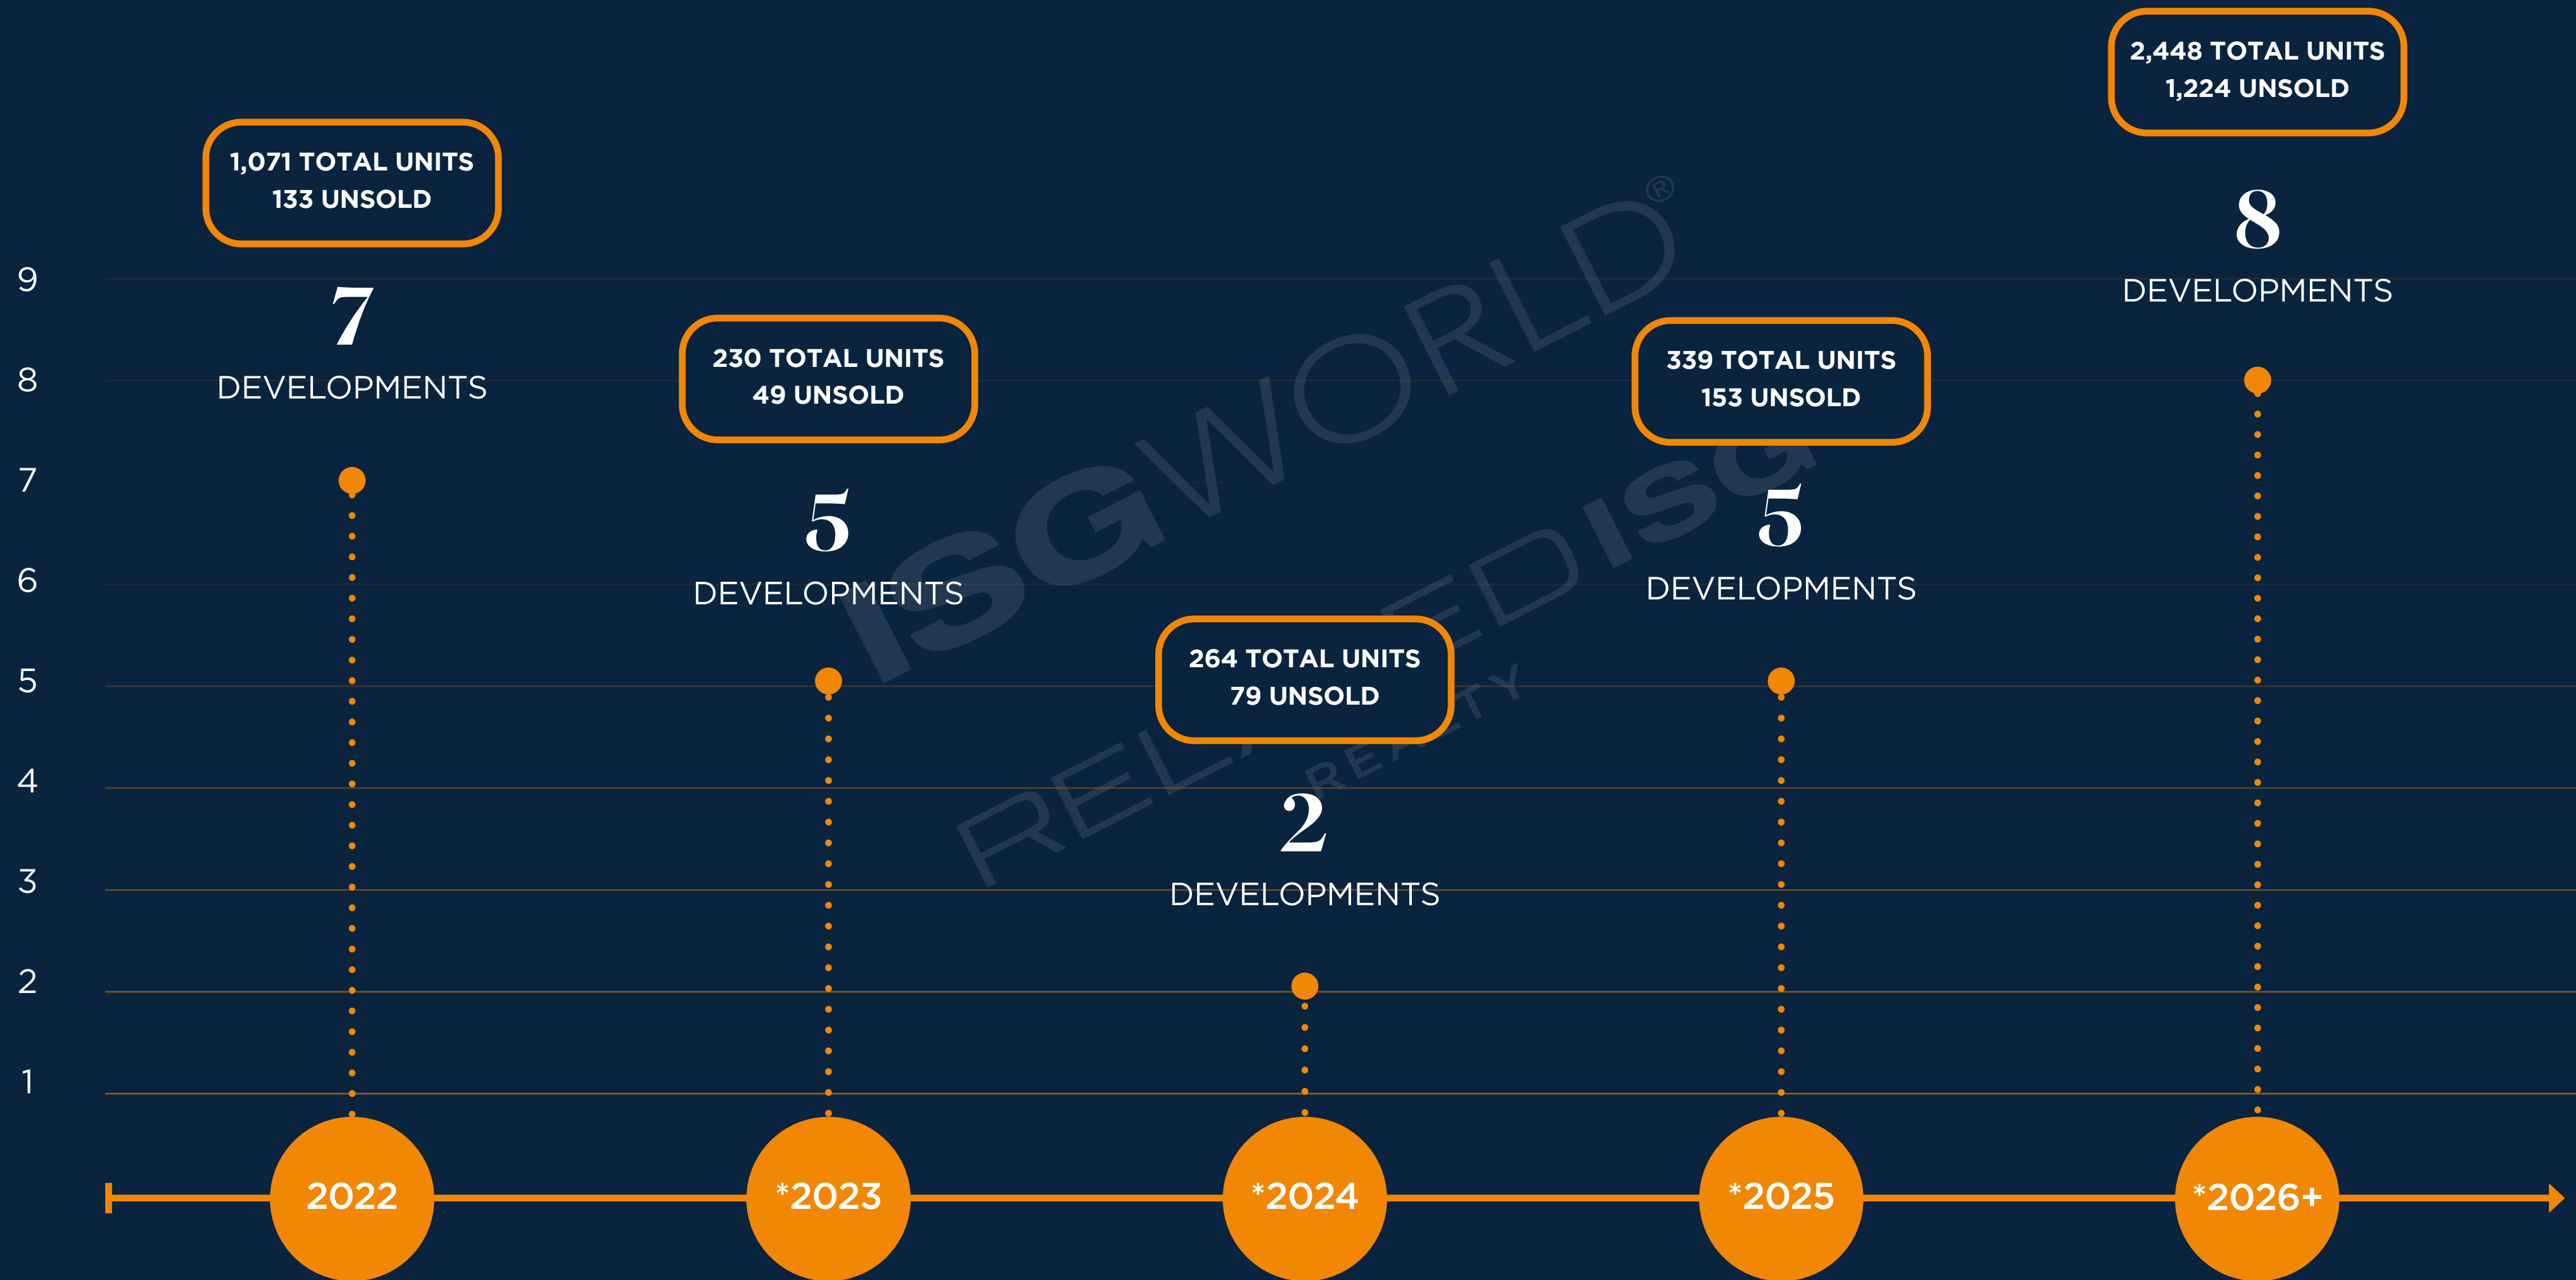 2,448 TOTAL UNITS
1,224 UNSOLD
8
DEVELOPMENTS
1,071 TOTAL UNITS
133 UNSOLD
7
DEVELOPMENTS
230 TOTAL UNITS
49 UNSOLD
5
DEVELOPMENTS
264 TOTAL UNITS
79 UNSOLD
2
DEVELOPMENTS
339 TOTAL UNITS
153 UNSOLD
5
DEVELOPMENTS
ISGWORLD®
ISG
REALTY
9
8
7
6
5
4
3
2
1
2022
*2023
*2024
*2025
*2026+